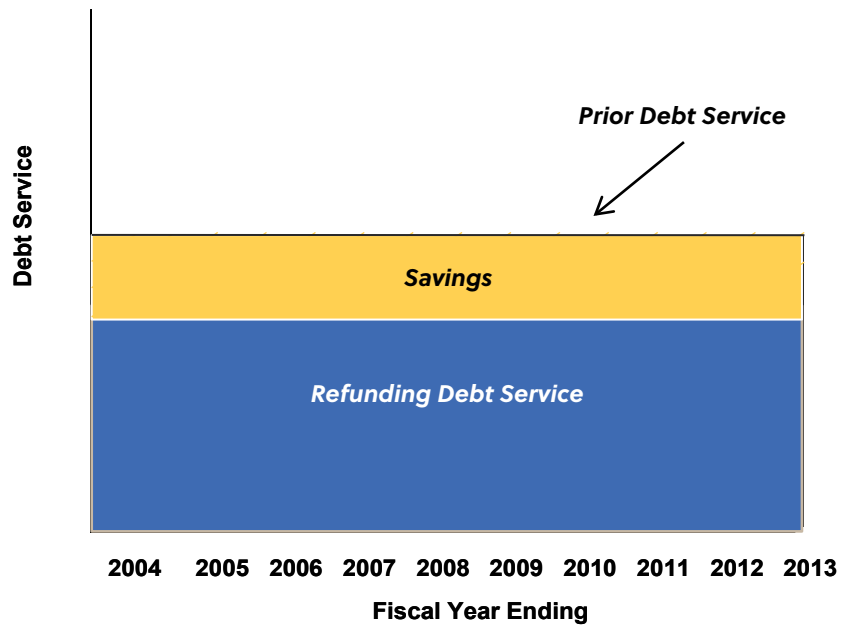 Prior Debt Service
Debt Service
Savings
Refunding Debt Service
2004 2005 2006 2007 2008 2009 2010 2011 2012 2013
Fiscal Year Ending